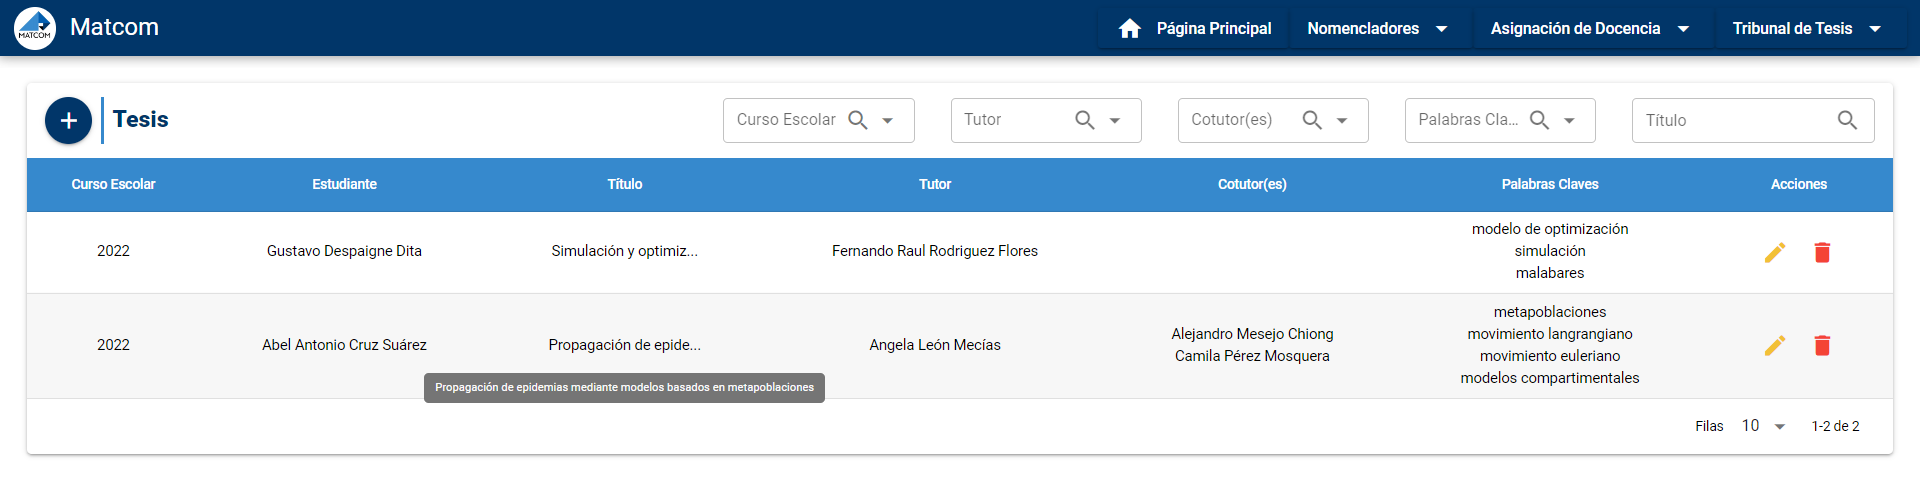 MATCOM
Matcom
Página Principal
Nomencladores
Asignación de Docencia
Tribunal de Tesis
Tesis
Curso Escolar
Tutor
Cotutor(es)
Palabras Cla...
Título
Curso Escolar
Estudiante
Título
Tutor
Cotutor(es)
Palabras Claves
Acciones
2022
Gustavo Despaigne Dita
Simulación y optimiz...
Fernando Raul Rodriguez Flores
modelo de optimización
simulación
malabares
2022
Abel Antonio Cruz Suárez
Propagación de epide...
Angela León Mecías
Alejandro Mesejo Chiong
Camila Pérez Mosquera
metapoblaciones
movimiento langrangiano
movimiento euleriano
modelos compartimentales
Propagación de epidemias mediante modelos basados en metapoblaciones
Filas
10
1-2 de 2